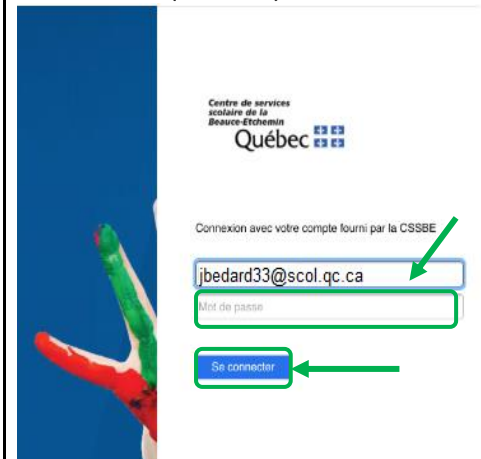 Centre de services
scolaire de la
Beauce-Etchemin
Québec
Connexion avec votre compte fourni par la CSSBE
jbedard33@scol.qc.ca
Mot de passe
Se connecter